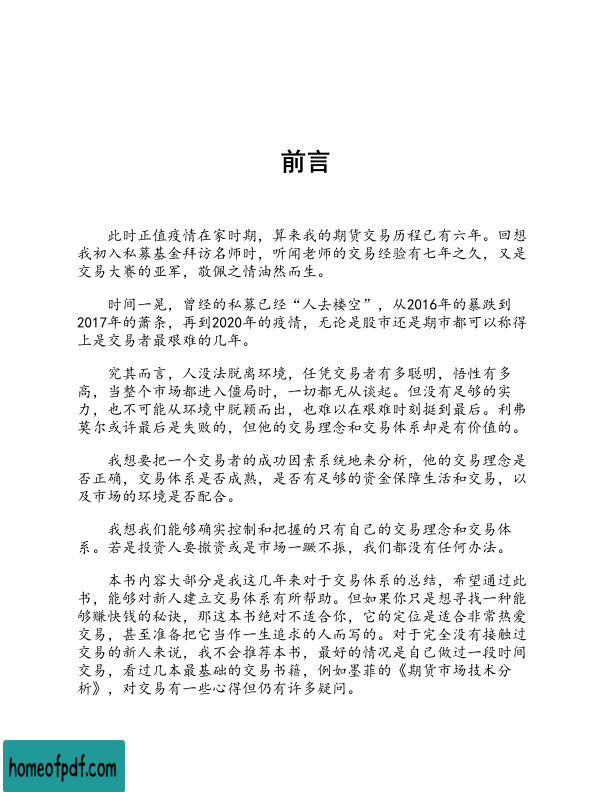 前言
此时正值疫情在家时期，算来我的期货交易历程已有六年。回想
我初入私募基金拜访名师时，听闻老师的交易经验有七年之久，又是
交易大赛的亚军，敬佩之情油然而生。
时间一晃，曾经的私募已经“人去楼空”，从2016年的暴跌到
2017年的萧条，再到2020年的疫情，无论是股市还是期市都可以称得
上是交易者最艰难的几年。
究其而言，人没法脱离环境，任凭交易者有多聪明，悟性有多
高，当整个市场都进入僵局时，一切都无从谈起。但没有足够的实
力，也不可能从环境中脱颖而出，也难以在艰难时刻挺到最后。利弗
莫尔或许最后是失败的，但他的交易理念和交易体系却是有价值的。
我想要把一个交易者的成功因素系统地来分析，他的交易理念是
否正确，交易体系是否成熟，是否有足够的资金保障生活和交易，以
及市场的环境是否配合。
我想我们能够确实控制和把握的只有自己的交易理念和交易体
系。若是投资人要撤资或是市场一蹶不振，我们都没有任何办法。
本书内容大部分是我这几年来对于交易体系的总结，希望通过此
书，能够对新人建立交易体系有所帮助。但如果你只是想寻找一种能
够赚快钱的秘诀，那这本书绝对不适合你，它的定位是适合非常热爱
交易，甚至准备把它当作一生追求的人而写的。对于完全没有接触过
交易的新人来说，我不会推荐本书，最好的情况是自己做过一段时间
交易，看过几本最基础的交易书籍，例如墨菲的《期货市场技术分
析》，对交易有一些心得但仍有许多疑问。
homeofpdf.com